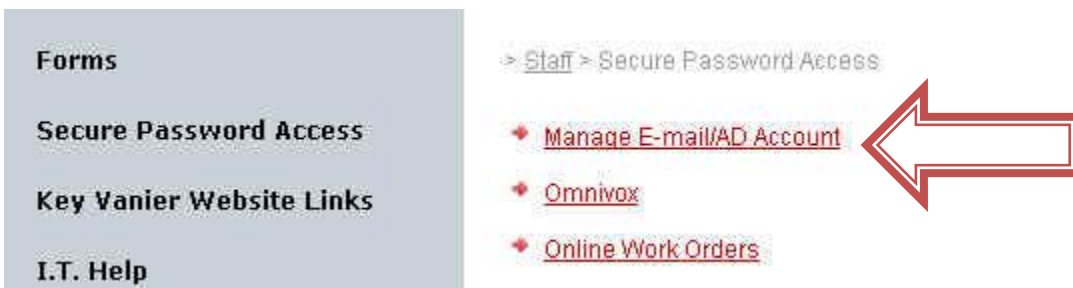 Forms
Secure Password Access
Key Vanier Website Links
I.T. Help
> Staff > Secure Password Access
Manage E-mail/AD Account
Omnivox
Online Work Orders